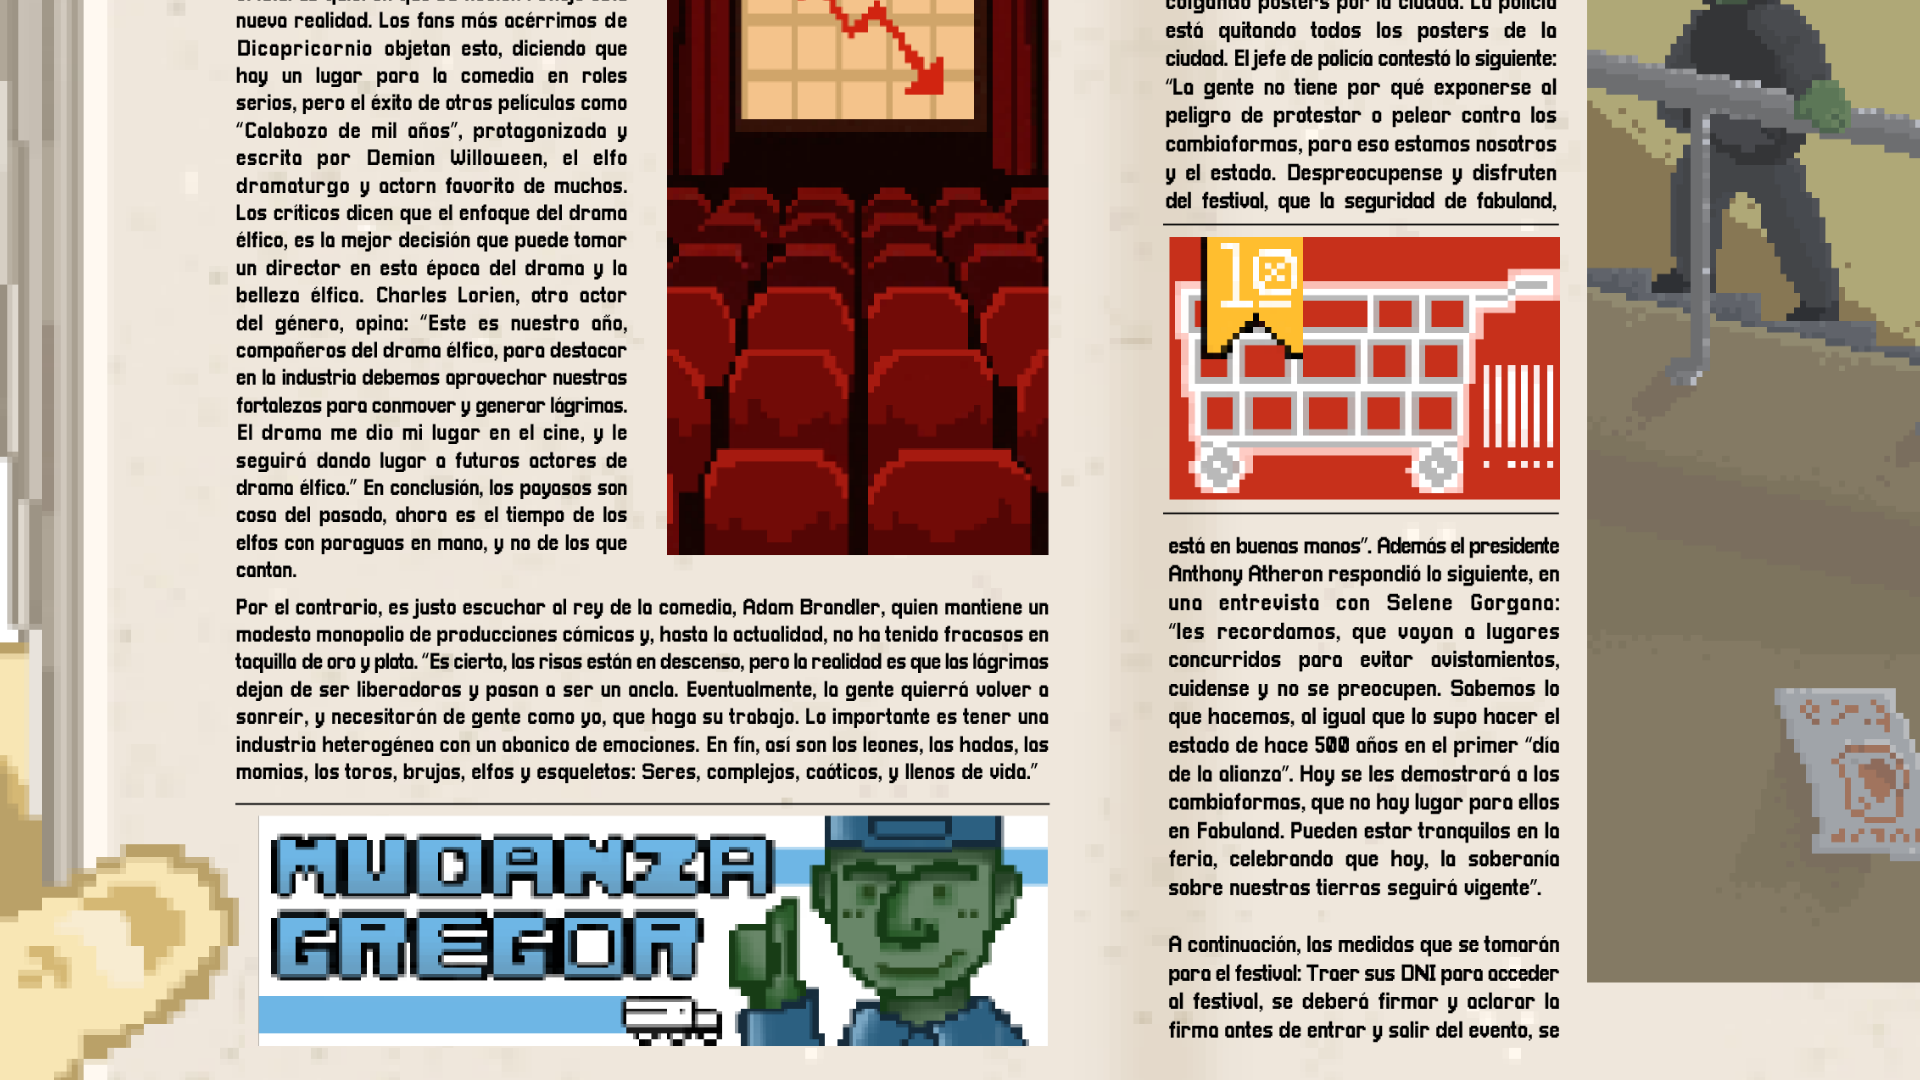 nueva realidad. Los fans más acérrimos de
Dicapricornio objetan esto, diciendo que
hay un lugar para la comedia en roles
serios, pero el éxito de otras películas como
“Calabozo de mil años”, protagonizada y
escrita por Demian Willoween, el elfo
dramaturgo y actorn favorito de muchos.
Los críticos dicen que el enfoque del drama
élfico, es la mejor decisión que puede tomar
un director en esta época del drama y la
belleza élfica. Charles Lorien, otro actor
del género, opina: “Este es nuestro año,
compañeros del drama élfico, para destacar
en la industria debemos aprovechar nuestras
fortalezas para conmover y generar lágrimas.
El drama me dio mi lugar en el cine, y le
seguirá dando lugar a futuros actores de
drama élfico.” En conclusión, los payasos son
cosa del pasado, ahora es el tiempo de los
elfos con paraguas en mano, y no de los que
cantan.
Por el contrario, es justo escuchar al rey de la comedia, Adam Brandler, quien mantiene un
modesto monopolio de producciones cómicas y, hasta la actualidad, no ha tenido fracasos en
taquilla de oro y plata. “Es cierto, las risas están en descenso, pero la realidad es que las lágrimas
dejan de ser liberadoras y pasan a ser un ancla. Eventualmente, la gente quierrá volver a
sonreír, y necesitarán de gente como yo, que haga su trabajo. Lo importante es tener una
industria heterogénea con un abanico de emociones. En fín, así son los leones, las hadas, las
momias, los toros, brujas, elfos y esqueletos: Seres, complejos, caóticos, y llenos de vida.”
MUDANZA
GREGOR
colgando posters por la ciudad. La policía
está quitando todos los posters de la
ciudad. El jefe de policía contestó lo siguiente:
“La gente no tiene por qué exponerse al
peligro de protestar o pelear contra los
cambiaformas, para eso estamos nosotros
y el estado. Despreocupense y disfruten
del festival, que la seguridad de fabuland,
10
está en buenas manos”. Además el presidente
Anthony Atheron respondió lo siguiente, en
una entrevista con Selene Gorgana:
“les recordamos, que vayan a lugares
concurridos para evitar avistamientos,
cuidense y no se preocupen. Sabemos lo
que hacemos, al igual que lo supo hacer el
estado de hace 500 años en el primer “día
de la alianza”. Hoy se les demostrará a los
cambiaformas, que no hay lugar para ellos
en Fabuland. Pueden estar tranquilos en la
feria, celebrando que hoy, la soberanía
sobre nuestras tierras seguirá vigente”.
A continuación, las medidas que se tomarán
para el festival: Traer sus DNI para acceder
al festival, se deberá firmar y aclarar la
firma antes de entrar y salir del evento, se